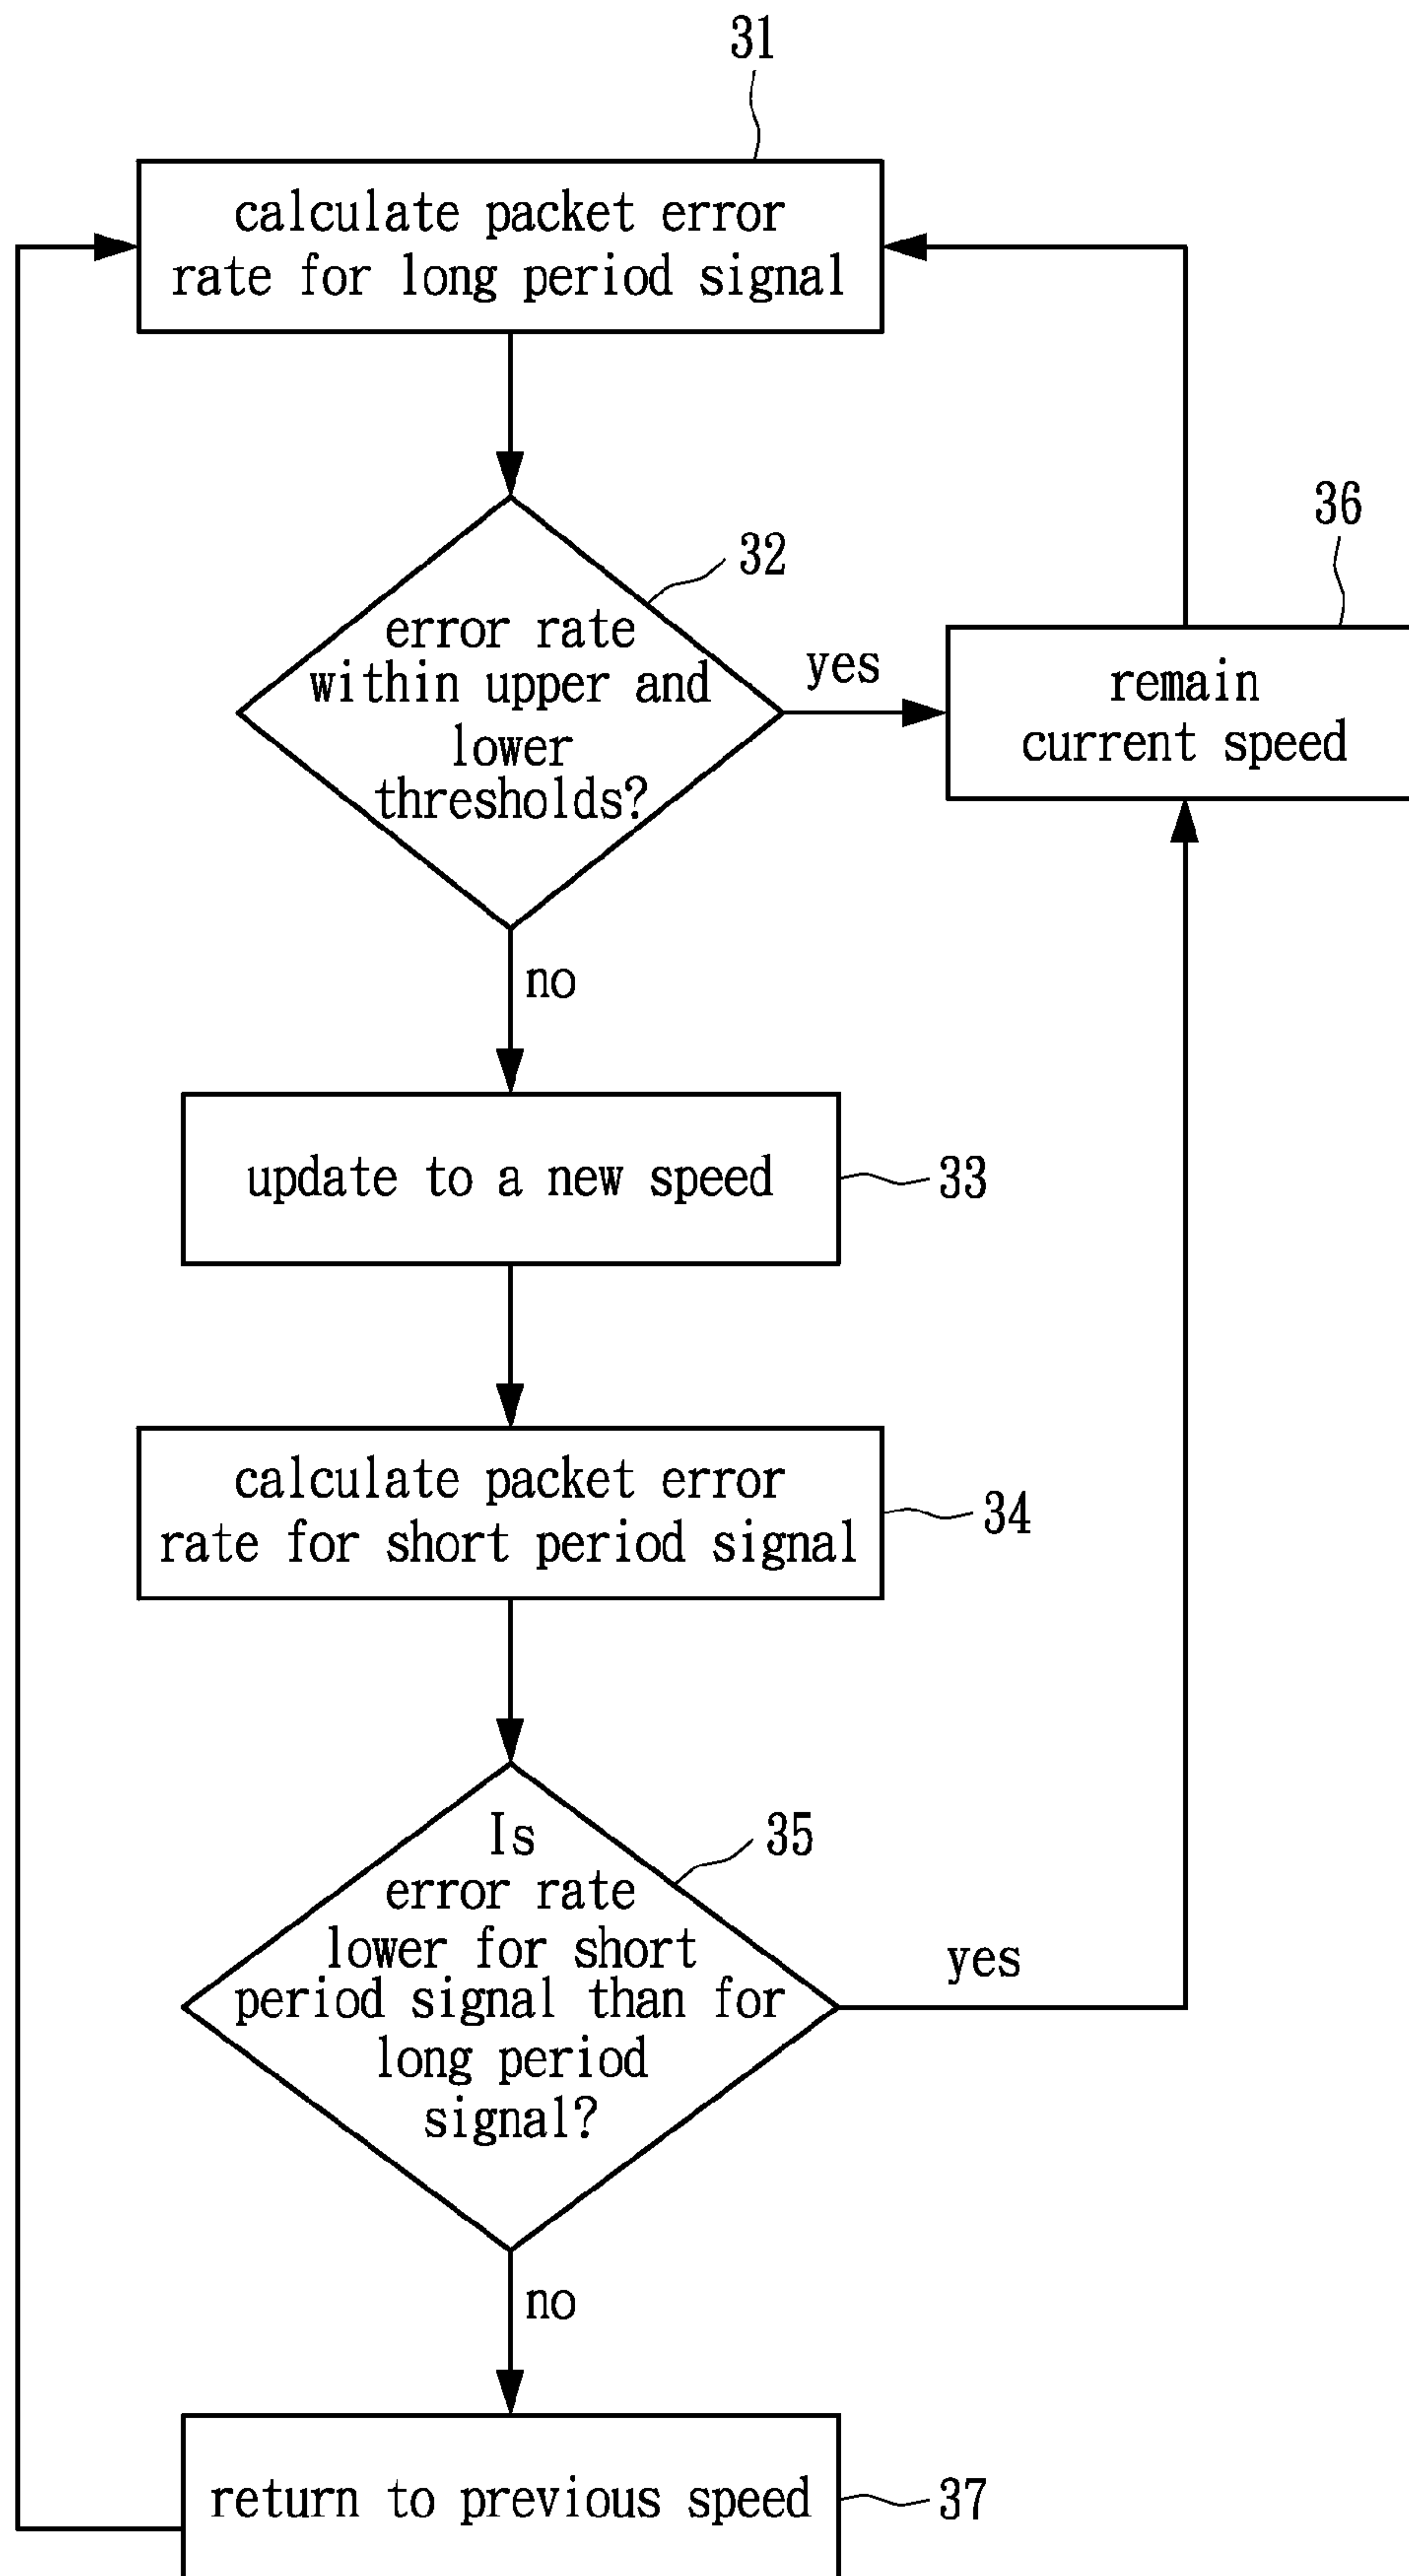 31
calculate packet error
rate for long period signal
32
error rate
within upper and
lower
thresholds?
yes
36
remain
current speed
no
update to a new speed
33
calculate packet error
rate for short period signal
34
35
Is
error rate
lower for short
period signal than for
long period
signal?
yes
no
return to previous speed
37